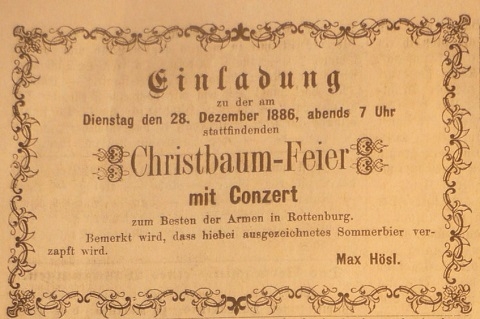 Einladung
zu der am
Dienstag den 28. Dezember 1886, abends 7 Uhr
stattfindenden
Christbaum-Feier
mit Conzert
zum Besten der Armen in Rottenburg.
Bemerkt wird, dass hiebei ausgezeichnetes Sommerbier ver-
zapft wird.
Max Hösl.